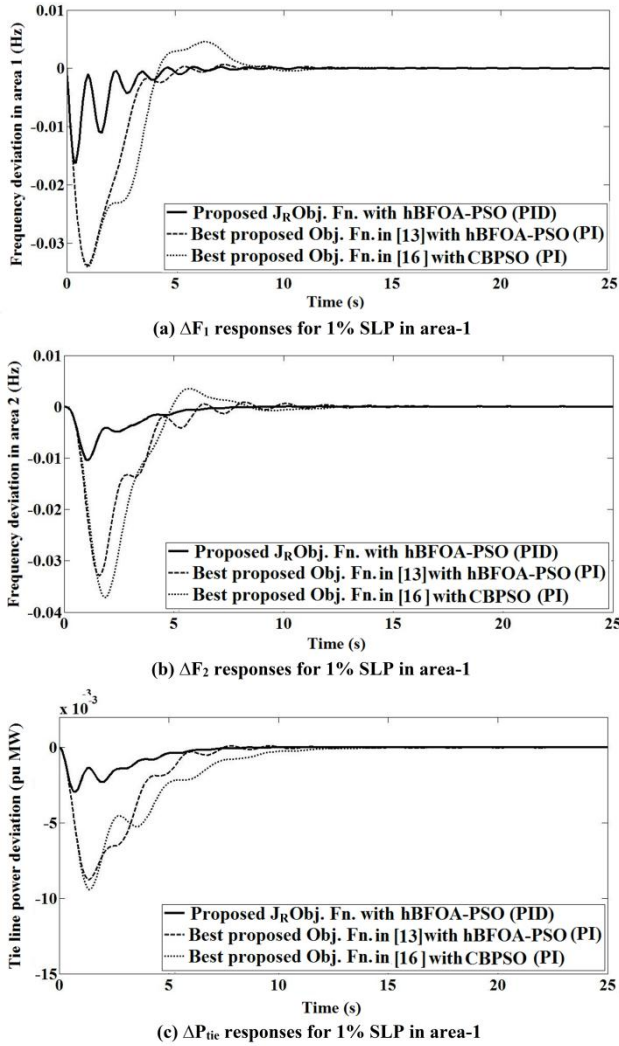 0.01
0
-0.01
-0.02
-0.03
Frequency deviation in area 1 (Hz)
Proposed JRObj. Fn. with hBFOA-PSO (PID)
Best proposed Obj. Fn. in [13] with hBFOA-PSO (PI)
Best proposed Obj. Fn. in [16] with CBPSO (PI)
0 5 10 15 20 25
Time (s)
(a) ΔF1 responses for 1% SLP in area-1
0.01
0
-0.01
-0.02
-0.03
-0.04
Frequency deviation in area 2 (Hz)
Proposed JRObj. Fn. with hBFOA-PSO (PID)
Best proposed Obj. Fn. in [13] with hBFOA-PSO (PI)
Best proposed Obj. Fn. in [16] with CBPSO (PI)
0 5 10 15 20 25
Time (s)
(b) ΔF2 responses for 1% SLP in area-1
x 10-3
0
-5
-10
-15
Tie line power deviation (pu MW)
Proposed JRObj. Fn. with hBFOA-PSO (PID)
Best proposed Obj. Fn. in [13] with hBFOA-PSO (PI)
Best proposed Obj. Fn. in [16] with CBPSO (PI)
0 5 10 15 20 25
Time (s)
(c) ΔPtie responses for 1% SLP in area-1